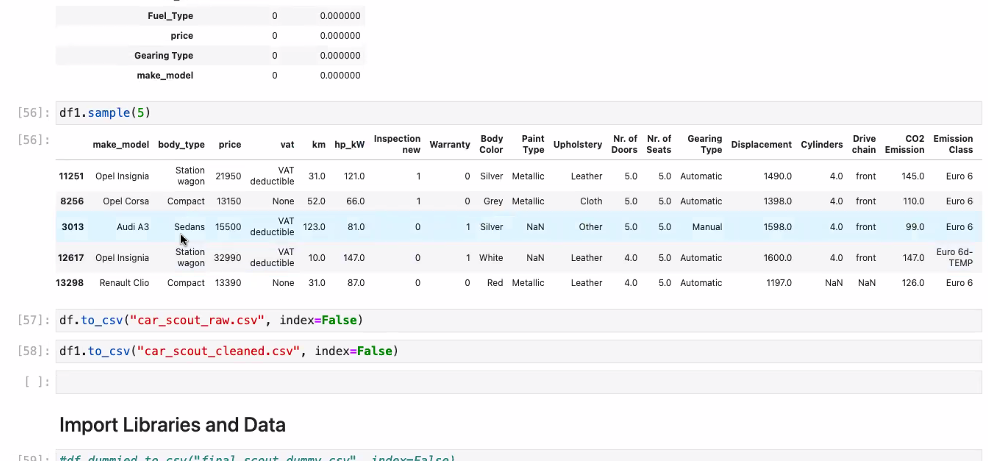 Fuel_Type 0 0.000000
price 0 0.000000
Gearing Type 0 0.000000
make_model 0 0.000000
[56]: df1.sample(5)
[56]:
make_model body_type price vat km hp_kW Inspection new Warranty Body Color Paint Type Upholstery Nr. of Doors Nr. of Seats Gearing Type Displacement Cylinders Drive chain CO2 Emission Emission Class
11251 Opel Insignia Station wagon 21950 VAT deductible 31.0 121.0 1 0 Silver Metallic Leather 5.0 5.0 Automatic 1490.0 4.0 front 145.0 Euro 6
8256 Opel Corsa Compact 13150 None 52.0 66.0 1 0 Grey Metallic Cloth 5.0 5.0 Automatic 1398.0 4.0 front 110.0 Euro 6
3013 Audi A3 Sedans 15500 VAT deductible 123.0 81.0 0 1 Silver NaN Other 5.0 5.0 Manual 1598.0 4.0 front 99.0 Euro 6
12617 Opel Insignia Station wagon 32990 VAT deductible 10.0 147.0 0 1 White NaN Leather 4.0 5.0 Automatic 1600.0 4.0 front 147.0 Euro 6d-TEMP
13298 Renault Clio Compact 13390 None 31.0 87.0 0 0 Red Metallic Leather 4.0 5.0 Automatic 1197.0 NaN NaN 126.0 Euro 6
[57]: df.to_csv("car_scout_raw.csv", index=False)
[58]: df1.to_csv("car_scout_cleaned.csv", index=False)
[ ]:
Import Libraries and Data
[59]: #df_dummied.to_csv("final_scout_dummy.csv", index=False)